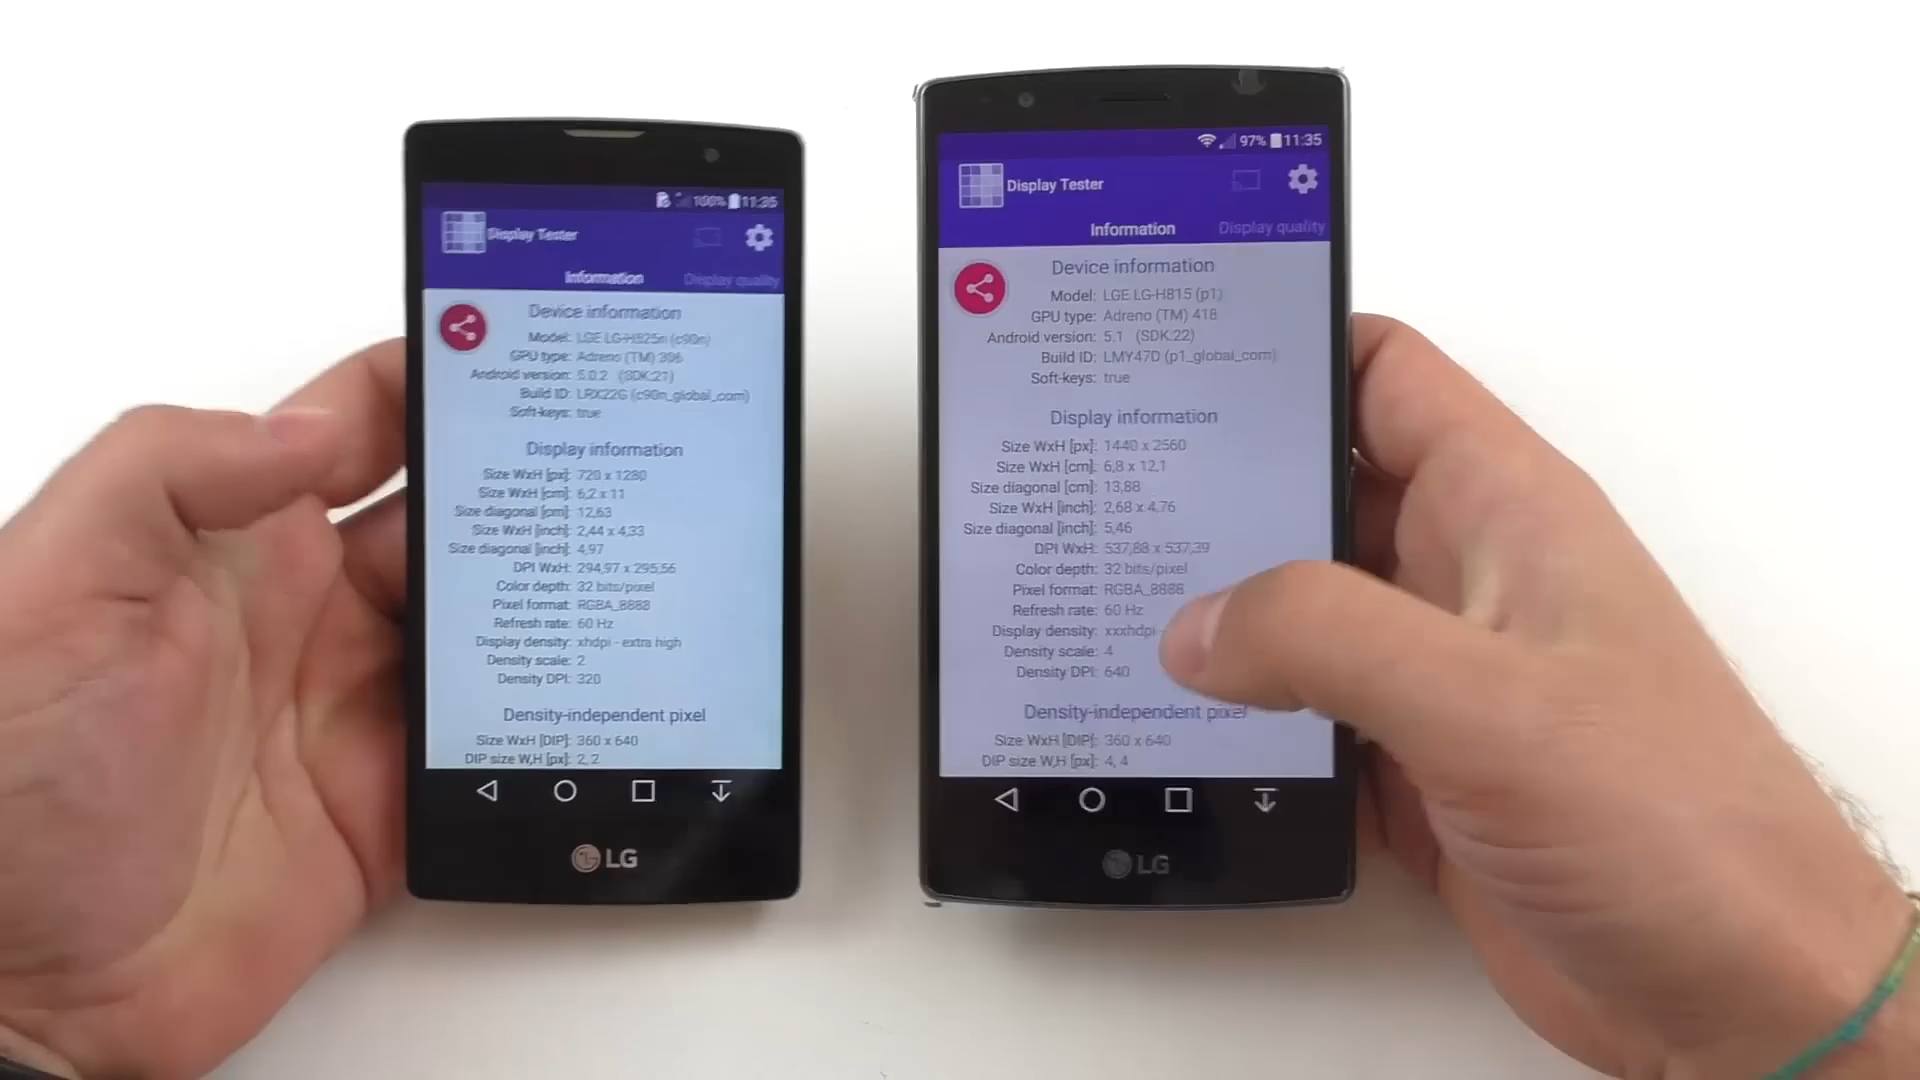 100% 11:35
Display Tester
Information Display quality
Device information
Model: LGE LG-H525n (c90n)
GPU type: Adreno (TM) 306
Android version: 5.0.2 (SDK:21)
Build ID: LRX22G (c90n_global_com)
Soft-keys: true
Display information
Size WxH [px]: 720 x 1280
Size WxH [cm]: 6,2 x 11
Size diagonal [cm]: 12,63
Size WxH [inch]: 2,44 x 4,33
Size diagonal [inch]: 4,97
DPI WxH: 294,97 x 295,56
Color depth: 32 bits/pixel
Pixel format: RGBA_8888
Refresh rate: 60 Hz
Display density: xhdpi - extra high
Density scale: 2
Density DPI: 320
Density-independent pixel
Size WxH [DIP]: 360 x 640
DIP size W,H [px]: 2, 2
LG
97% 11:35
Display Tester
Information Display quality
Device information
Model: LGE LG-H815 (p1)
GPU type: Adreno (TM) 418
Android version: 5.1 (SDK:22)
Build ID: LMY47D (p1_global_com)
Soft-keys: true
Display information
Size WxH [px]: 1440 x 2560
Size WxH [cm]: 6,8 x 12,1
Size diagonal [cm]: 13,88
Size WxH [inch]: 2,68 x 4,76
Size diagonal [inch]: 5,46
DPI WxH: 537,88 x 537,39
Color depth: 32 bits/pixel
Pixel format: RGBA_8888
Refresh rate: 60 Hz
Display density: xxxhdpi -
Density scale: 4
Density DPI: 640
Density-independent pixel
Size WxH [DIP]: 360 x 640
DIP size W,H [px]: 4, 4
LG